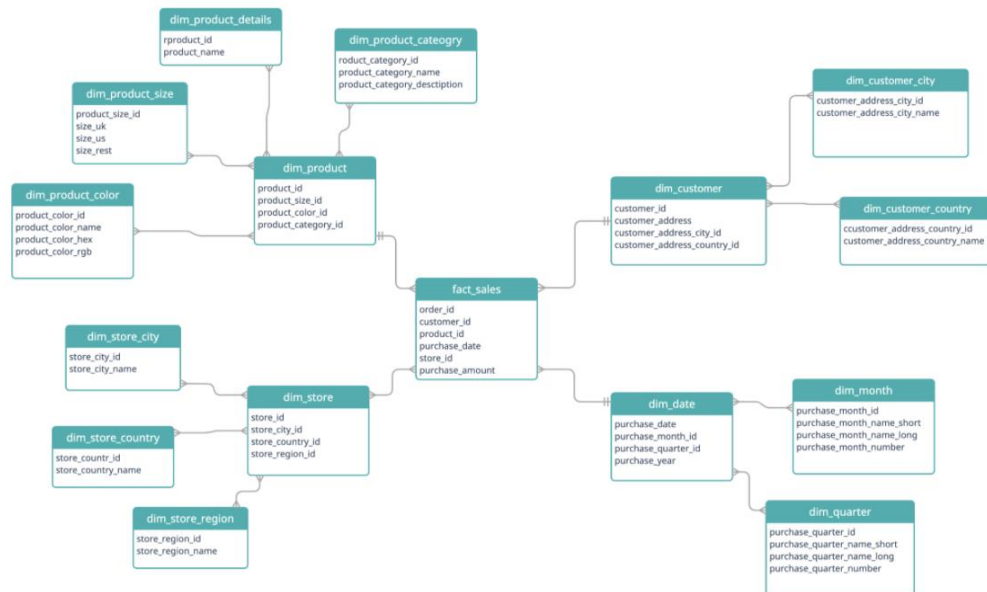 dim_product_details
rproduct_id
product_name
dim_product_cateogry
roduct_category_id
product_category_name
product_category_desctiption
dim_product_size
product_size_id
size_uk
size_us
size_rest
dim_product_color
product_color_id
product_color_name
product_color_hex
product_color_rgb
dim_product
product_id
product_size_id
product_color_id
product_category_id
dim_customer_city
customer_address_city_id
customer_address_city_name
dim_customer
customer_id
customer_address
customer_address_city_id
customer_address_country_id
dim_customer_country
ccustomer_address_country_id
customer_address_country_name
fact_sales
order_id
customer_id
product_id
purchase_date
store_id
purchase_amount
dim_store_city
store_city_id
store_city_name
dim_store
store_id
store_city_id
store_country_id
store_region_id
dim_store_country
store_countr_id
store_country_name
dim_store_region
store_region_id
store_region_name
dim_date
purchase_date
purchase_month_id
purchase_quarter_id
purchase_year
dim_month
purchase_month_id
purchase_month_name_short
purchase_month_name_long
purchase_month_number
dim_quarter
purchase_quarter_id
purchase_quarter_name_short
purchase_quarter_name_long
purchase_quarter_number